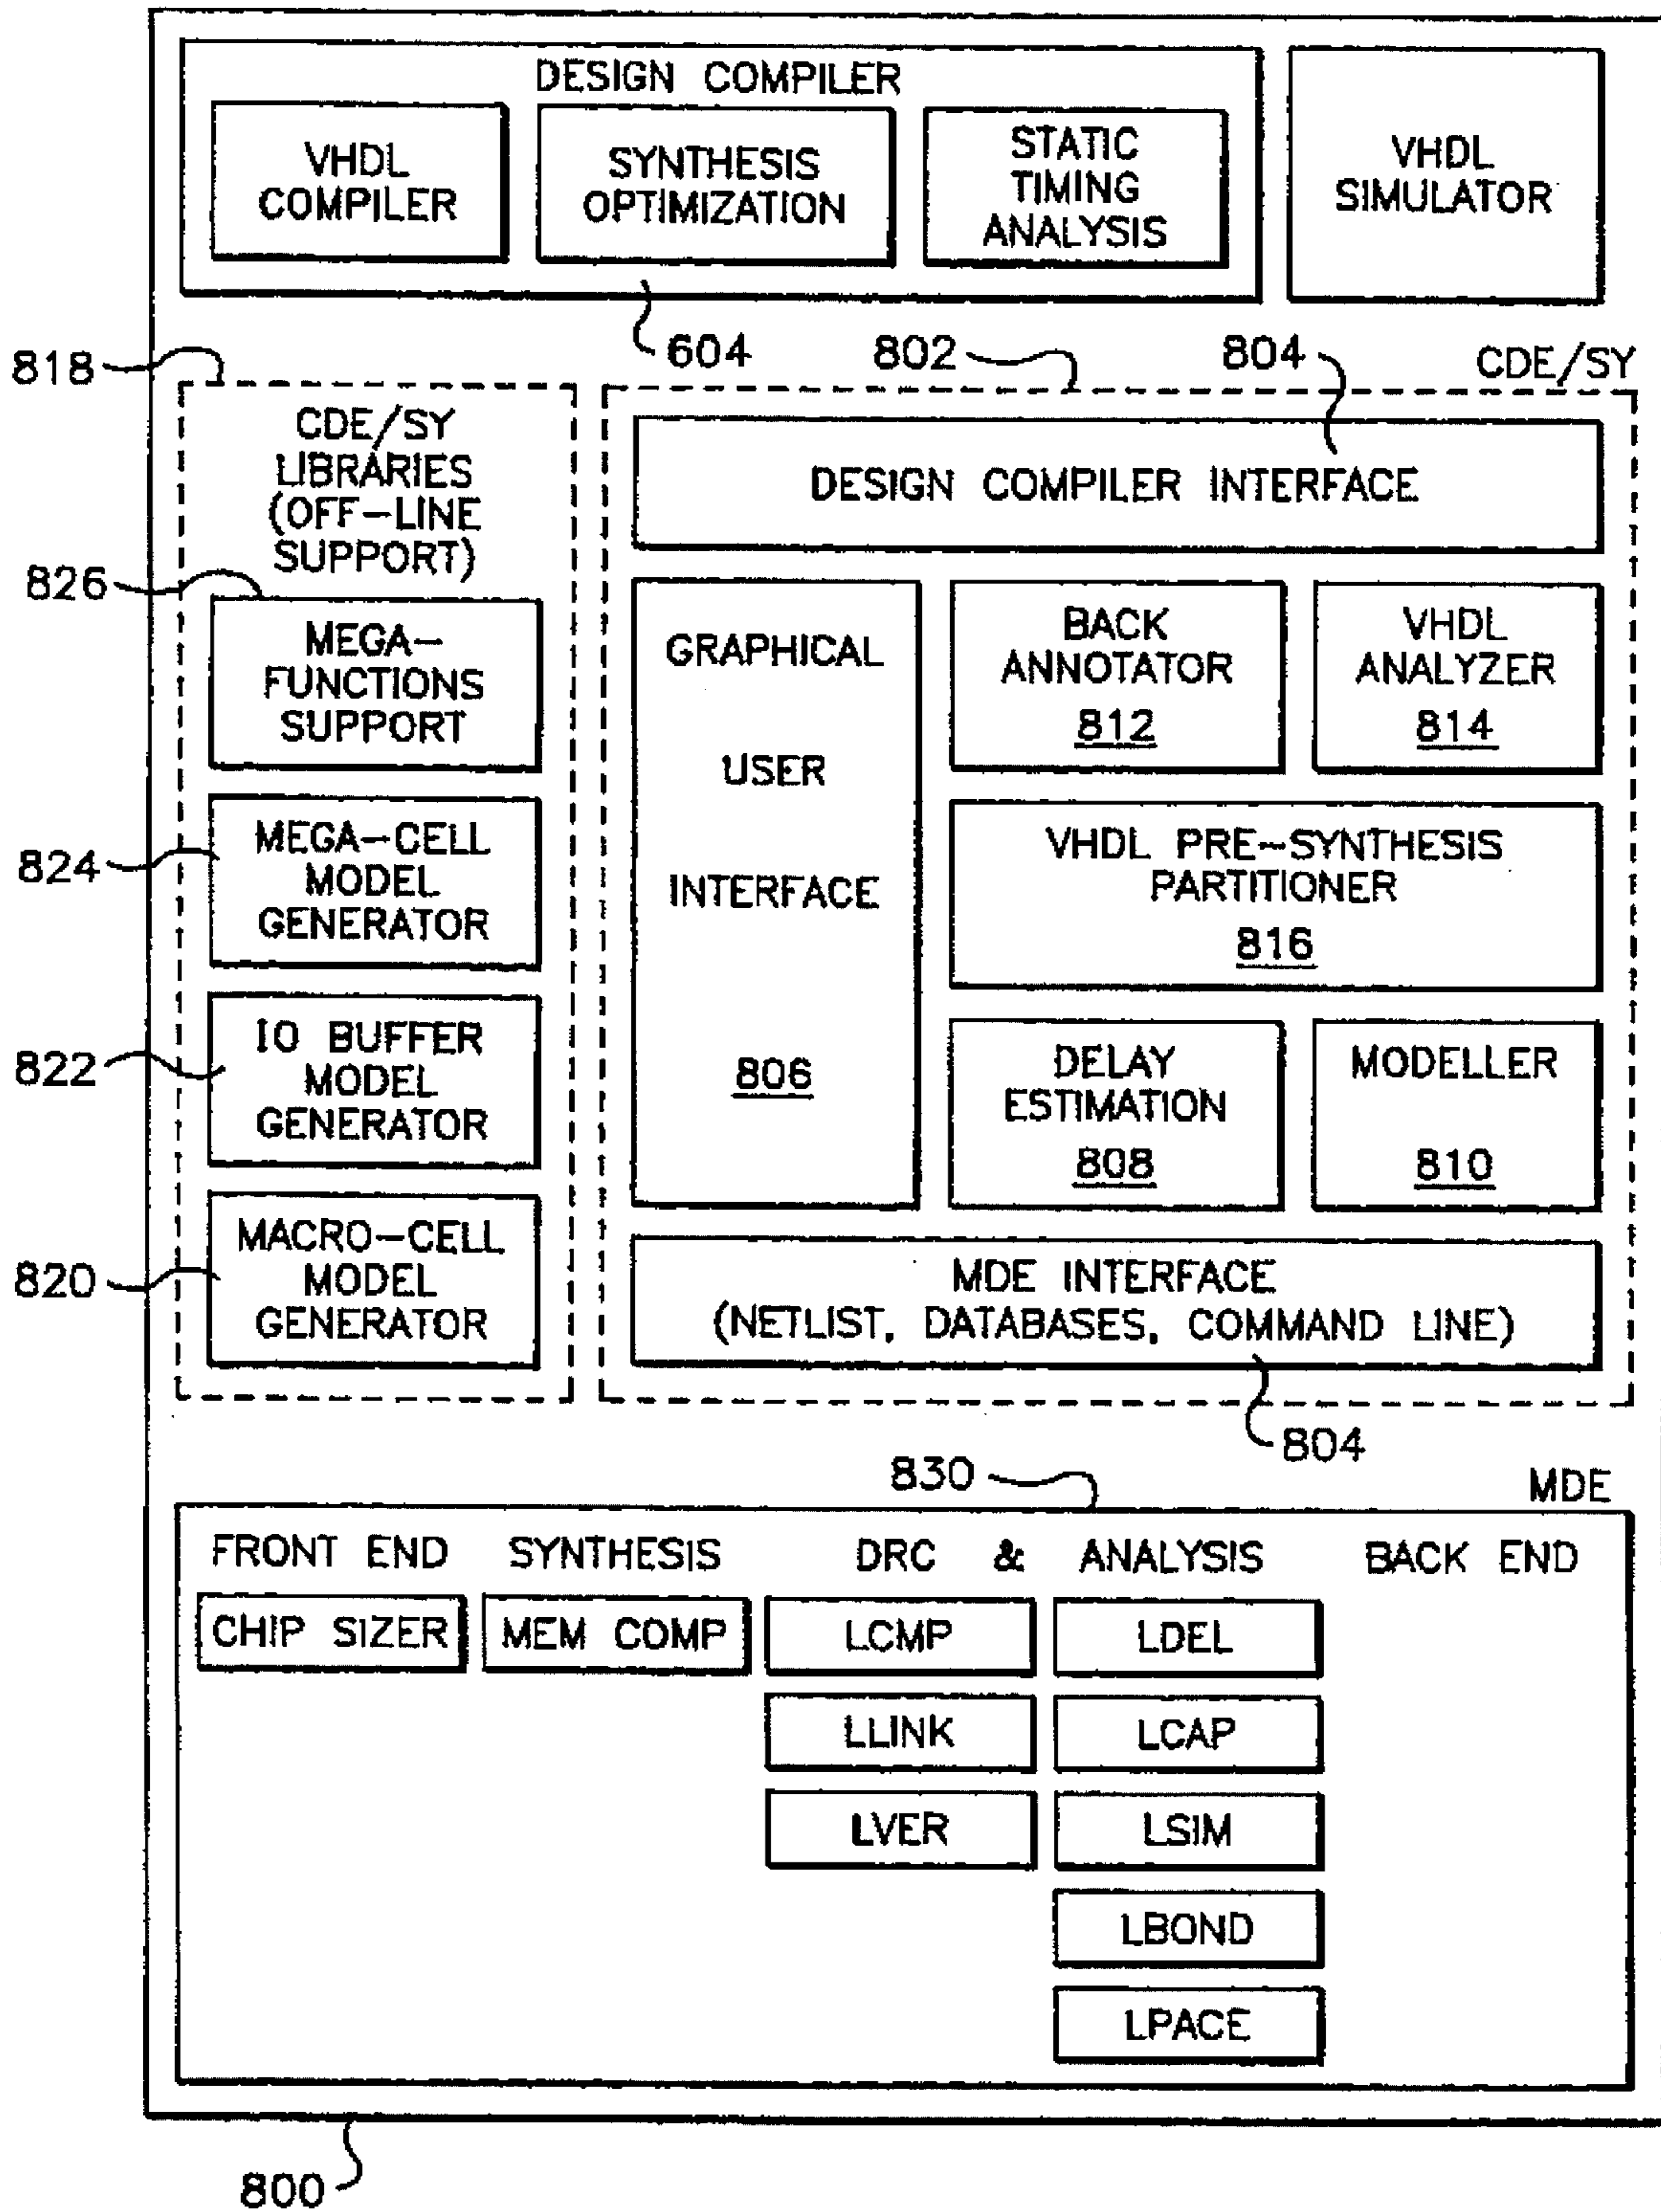 DESIGN COMPILER
VHDL
COMPILER
SYNTHESIS
OPTIMIZATION
STATIC
TIMING
ANALYSIS
VHDL
SIMULATOR
604
818
802
804
CDE/SY
CDE/SY
LIBRARIES
(OFF-LINE
SUPPORT)
826
MEGA-
FUNCTIONS
SUPPORT
824
MEGA-CELL
MODEL
GENERATOR
822
IO BUFFER
MODEL
GENERATOR
820
MACRO-CELL
MODEL
GENERATOR
DESIGN COMPILER INTERFACE
GRAPHICAL
USER
INTERFACE
806
BACK
ANNOTATOR
812
VHDL
ANALYZER
814
VHDL PRE-SYNTHESIS
PARTITIONER
816
DELAY
ESTIMATION
808
MODELLER
810
MDE INTERFACE
(NETLIST, DATABASES, COMMAND LINE)
804
830
MDE
FRONT END
SYNTHESIS
DRC & ANALYSIS
BACK END
CHIP SIZER
MEM COMP
LCMP
LDEL
LLINK
LCAP
LVER
LSIM
LBOND
LPACE
800